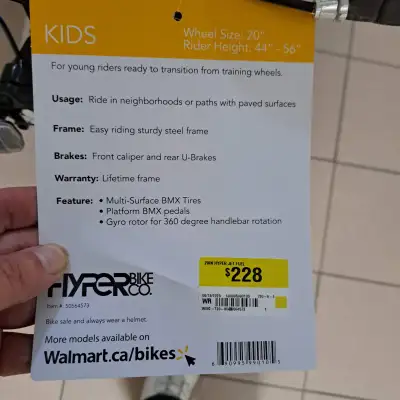 KIDS
Wheel Size: 20"
Rider Height: 44" - 56"
For young riders ready to transition from training wheels.
Usage: Ride in neighborhoods or paths with paved surfaces
Frame: Easy riding sturdy steel frame
Brakes: Front caliper and rear U-Brakes
Warranty: Lifetime frame
Feature: • Multi-Surface BMX Tires
• Platform BMX pedals
• Gyro rotor for 360 degree handlebar rotation
HYPER BIKE CO.
Item #: 30564573
$228
WR
Bike safe and always wear a helmet.
More models available on
Walmart.ca/bikes